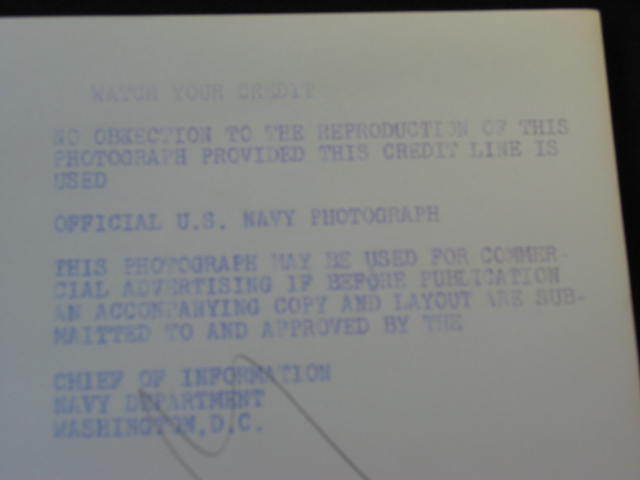 WATCH YOUR CREDIT
NO OBKECTION TO THE REPRODUCTION OF THIS
PHOTOGRAPH PROVIDED THIS CREDIT LINE IS
USED
OFFICIAL U.S. NAVY PHOTOGRAPH
THIS PHOTOGRAPH MAY BE USED FOR COMMER-
CIAL ADVERTISING IF BEFORE PUBLICATION
AN ACCOMPANYING COPY AND LAYOUT ARE SUB-
MAITTED TO AND APPROVED BY THE
CHIEF OF INFORMATION
NAVY DEPARTMENT
WASHINGTON,D.C.